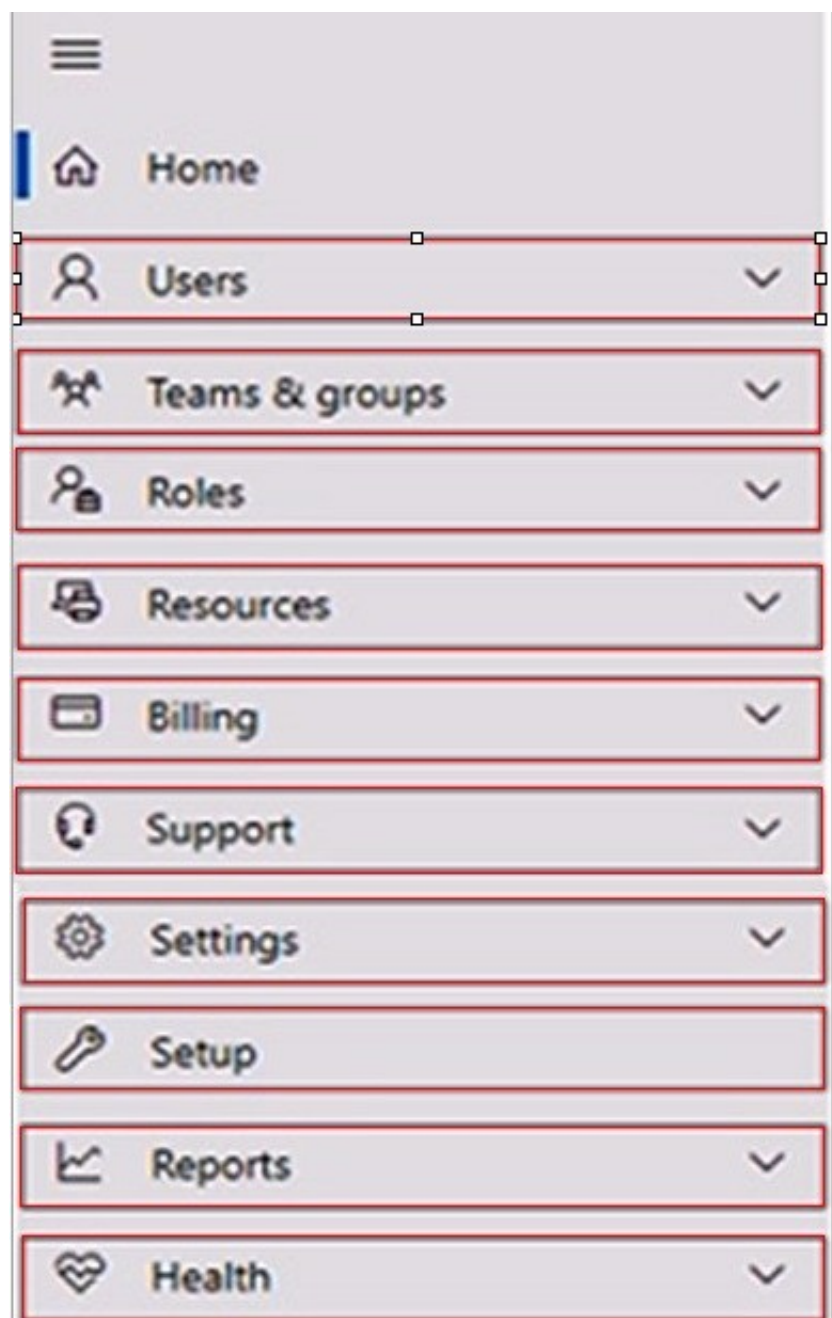 Home
Users
Teams & groups
Roles
Resources
Billing
Support
Settings
Setup
Reports
Health